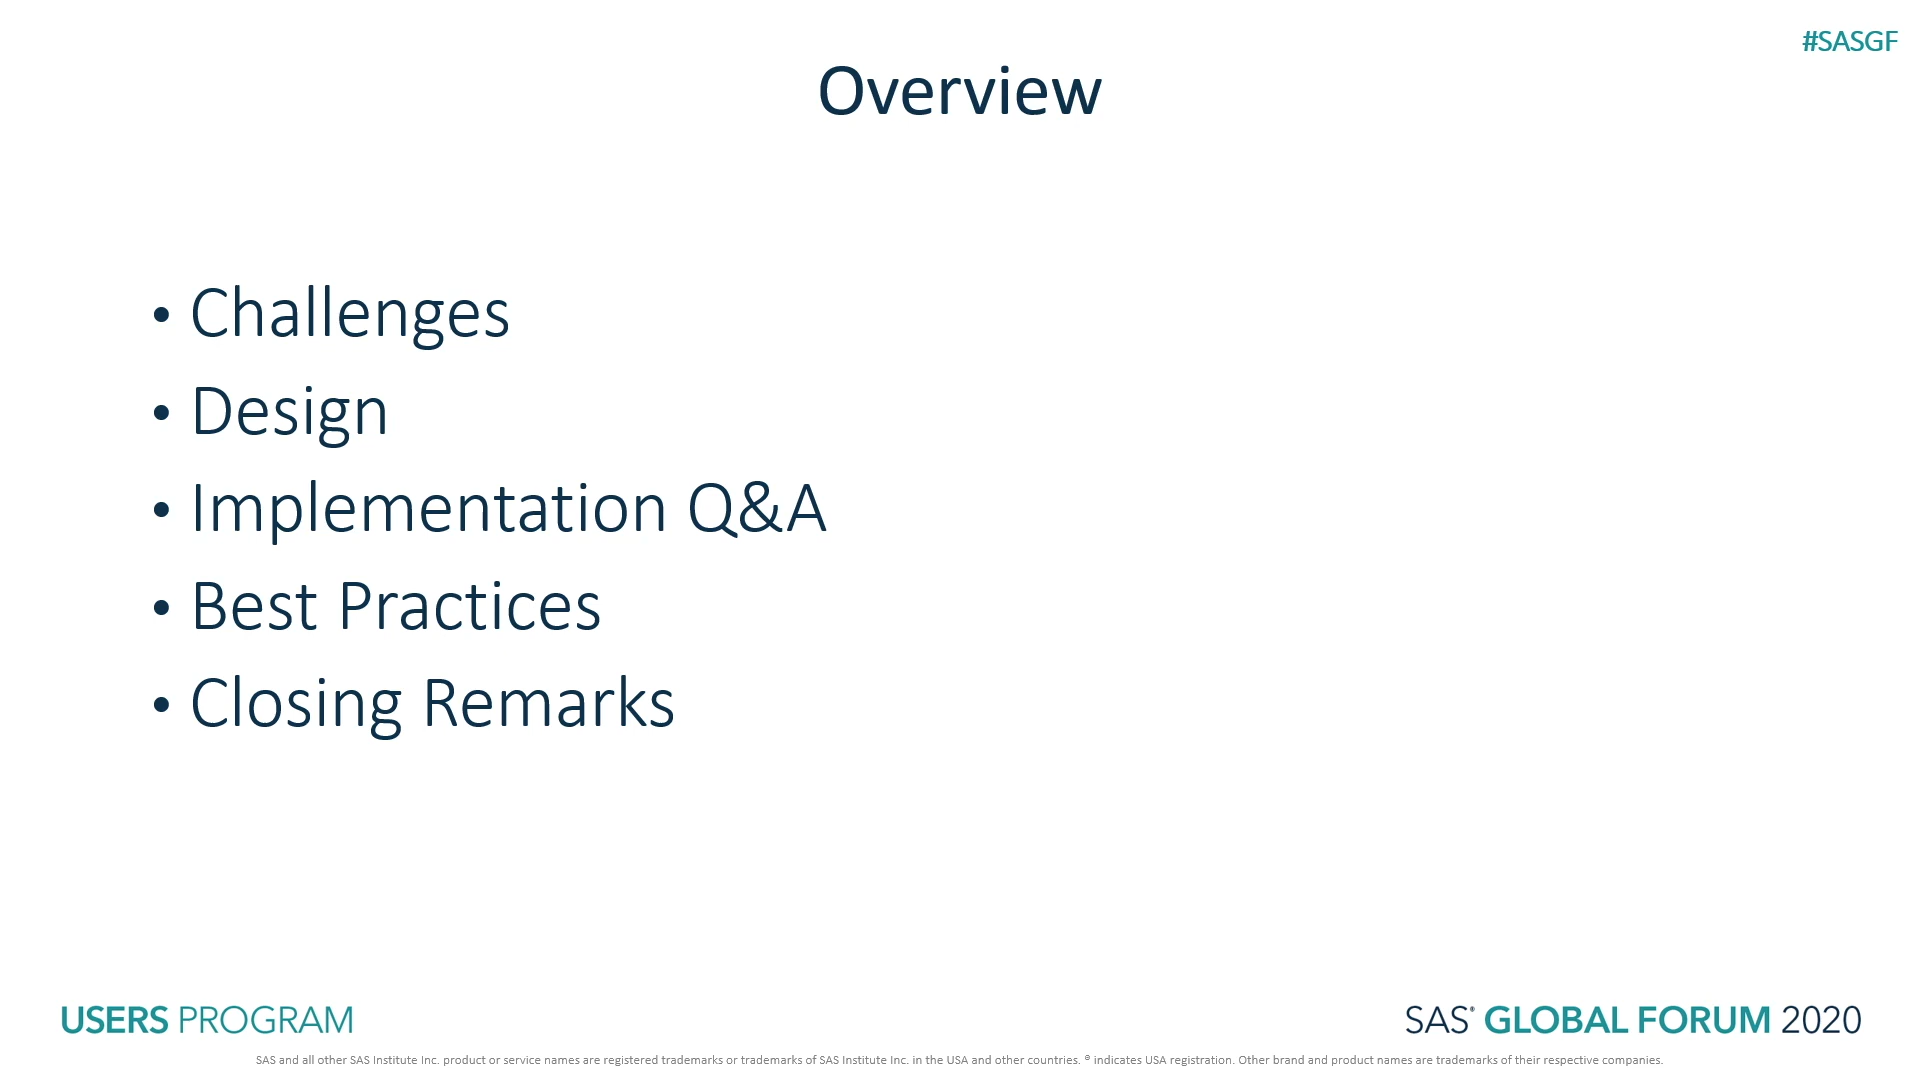 #SASGF
Overview
• Challenges
• Design
• Implementation Q&A
• Best Practices
• Closing Remarks
USERS PROGRAM
SAS® GLOBAL FORUM 2020
SAS and all other SAS Institute Inc. product or service names are registered trademarks or trademarks of SAS Institute Inc. in the USA and other countries. ® indicates USA registration. Other brand and product names are trademarks of their respective companies.